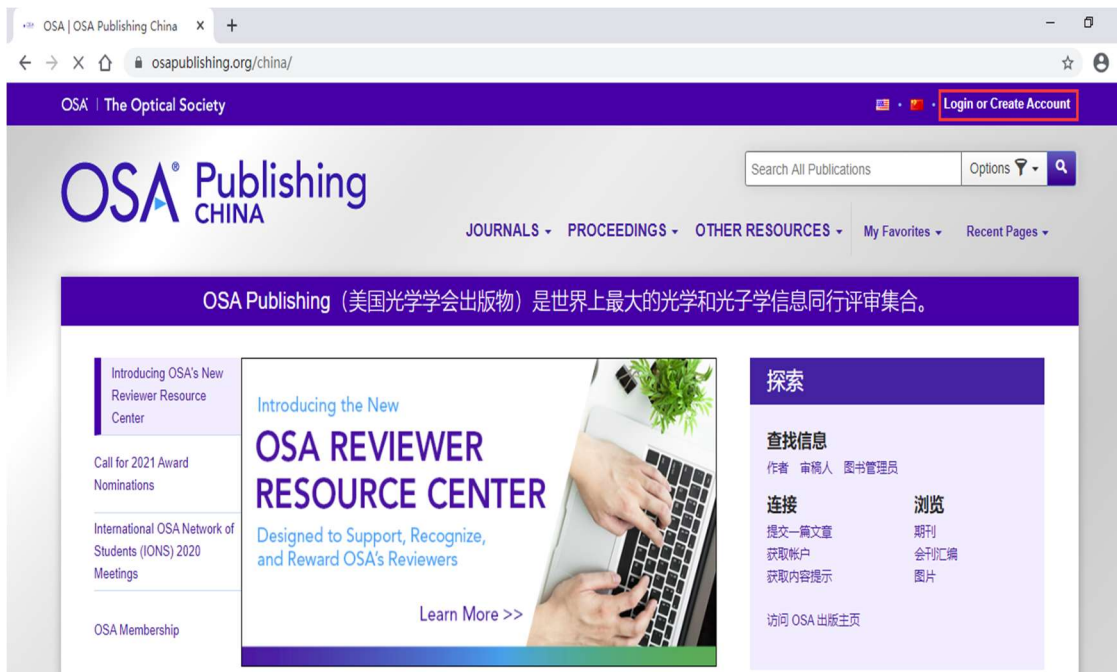 OSA | OSA Publishing China
osapublishing.org/china/
OSA | The Optical Society
Login or Create Account
OSA® Publishing
CHINA
Search All Publications
Options
JOURNALS
PROCEEDINGS
OTHER RESOURCES
My Favorites
Recent Pages
OSA Publishing（美国光学学会出版物）是世界上最大的光学和光子学信息同行评审集合。
Introducing OSA's New
Reviewer Resource
Center
Call for 2021 Award
Nominations
International OSA Network of
Students (IONS) 2020
Meetings
OSA Membership
Introducing the New
OSA REVIEWER
RESOURCE CENTER
Designed to Support, Recognize,
and Reward OSA's Reviewers
Learn More >>
探索
查找信息
作者 审稿人 图书管理员
连接
提交一篇文章
获取帐户
获取内容提示
浏览
期刊
会刊汇编
图片
访问 OSA 出版主页